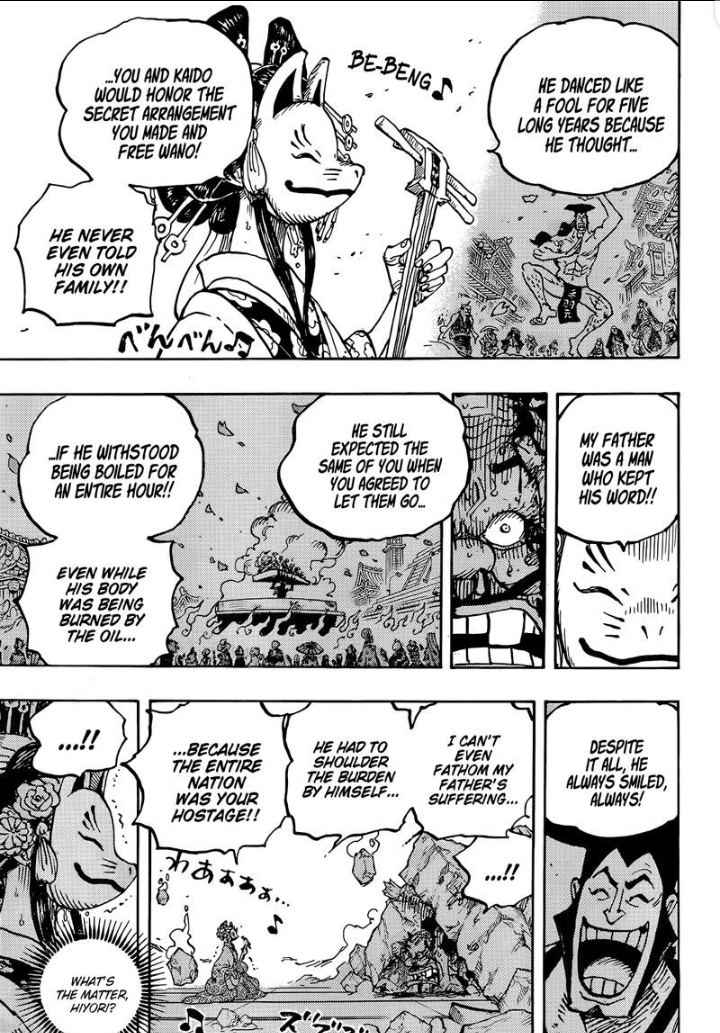 HE DANCED LIKE
A FOOL FOR FIVE
LONG YEARS BECAUSE
HE THOUGHT...
BE-BENG
...YOU AND KAIDO
WOULD HONOR THE
SECRET ARRANGEMENT
YOU MADE AND
FREE WANO!
HE NEVER
EVEN TOLD
HIS OWN
FAMILY!!
べんべん
MY FATHER
WAS A MAN
WHO KEPT
HIS WORD!!
HE STILL
EXPECTED THE
SAME OF YOU WHEN
YOU AGREED TO
LET THEM GO...
...IF HE WITHSTOOD
BEING BOILED FOR
AN ENTIRE HOUR!!
EVEN WHILE
HIS BODY
WAS BEING
BURNED BY
THE OIL...
DESPITE
IT ALL, HE
ALWAYS SMILED,
ALWAYS!
I CAN'T
EVEN
FATHOM MY
FATHER'S
SUFFERING...
...!!
HE HAD TO
SHOULDER
THE BURDEN
BY HIMSELF...
...BECAUSE
THE ENTIRE
NATION
WAS YOUR
HOSTAGE!!
わあぁぁぁ...
...!!
WHAT'S
THE MATTER,
HIYORI?